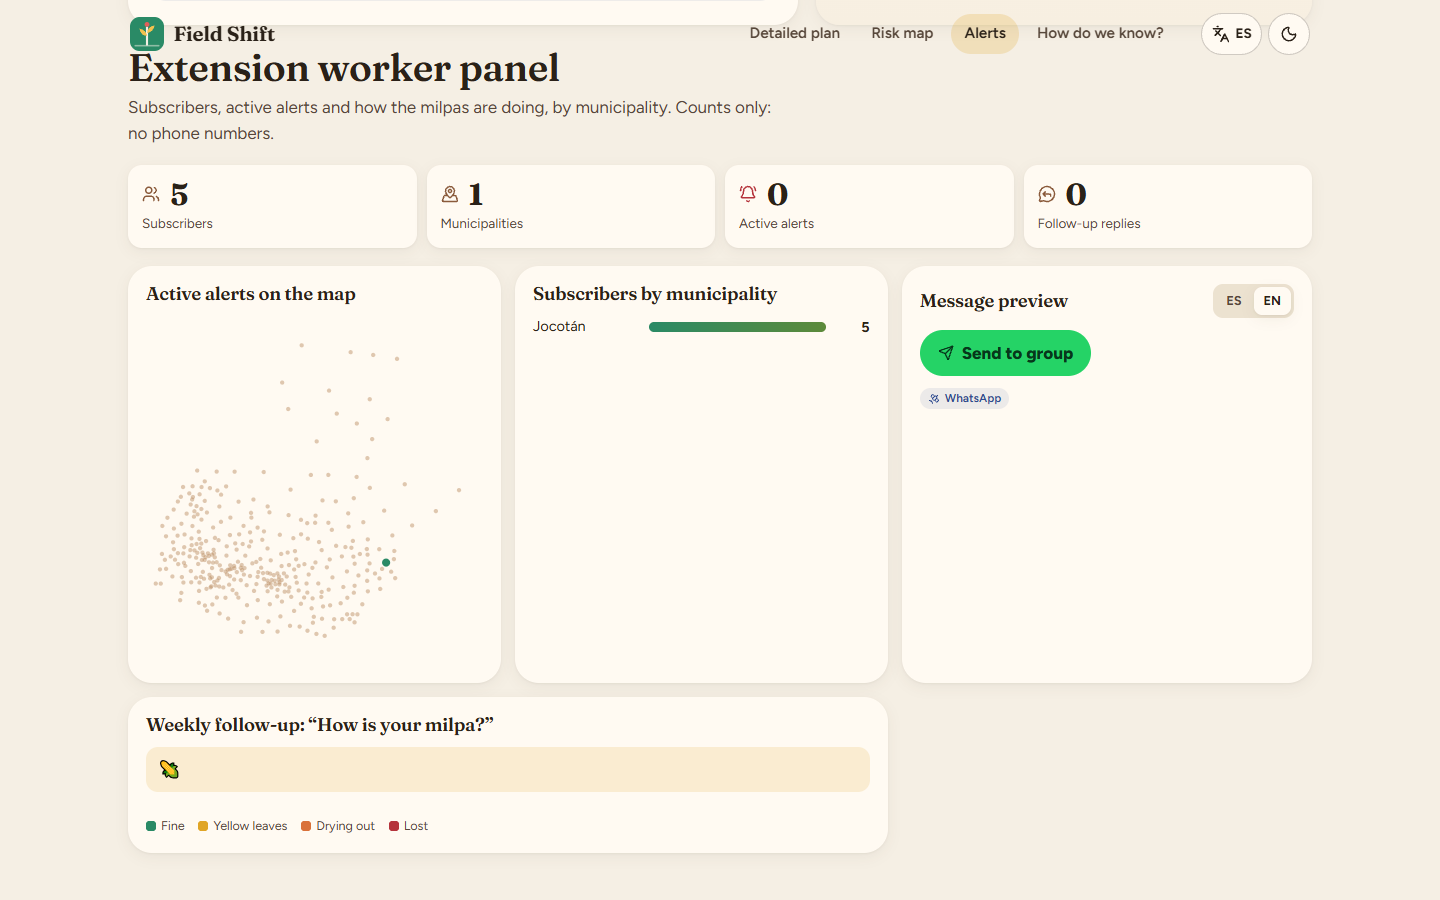 Field Shift
Detailed plan
Risk map
Alerts
How do we know?
ES
Extension worker panel
Subscribers, active alerts and how the milpas are doing, by municipality. Counts only:
no phone numbers.
5
Subscribers
1
Municipalities
0
Active alerts
0
Follow-up replies
Active alerts on the map
Subscribers by municipality
Jocotán
5
Message preview
ES
EN
Send to group
WhatsApp
Weekly follow-up: “How is your milpa?”
Fine
Yellow leaves
Drying out
Lost